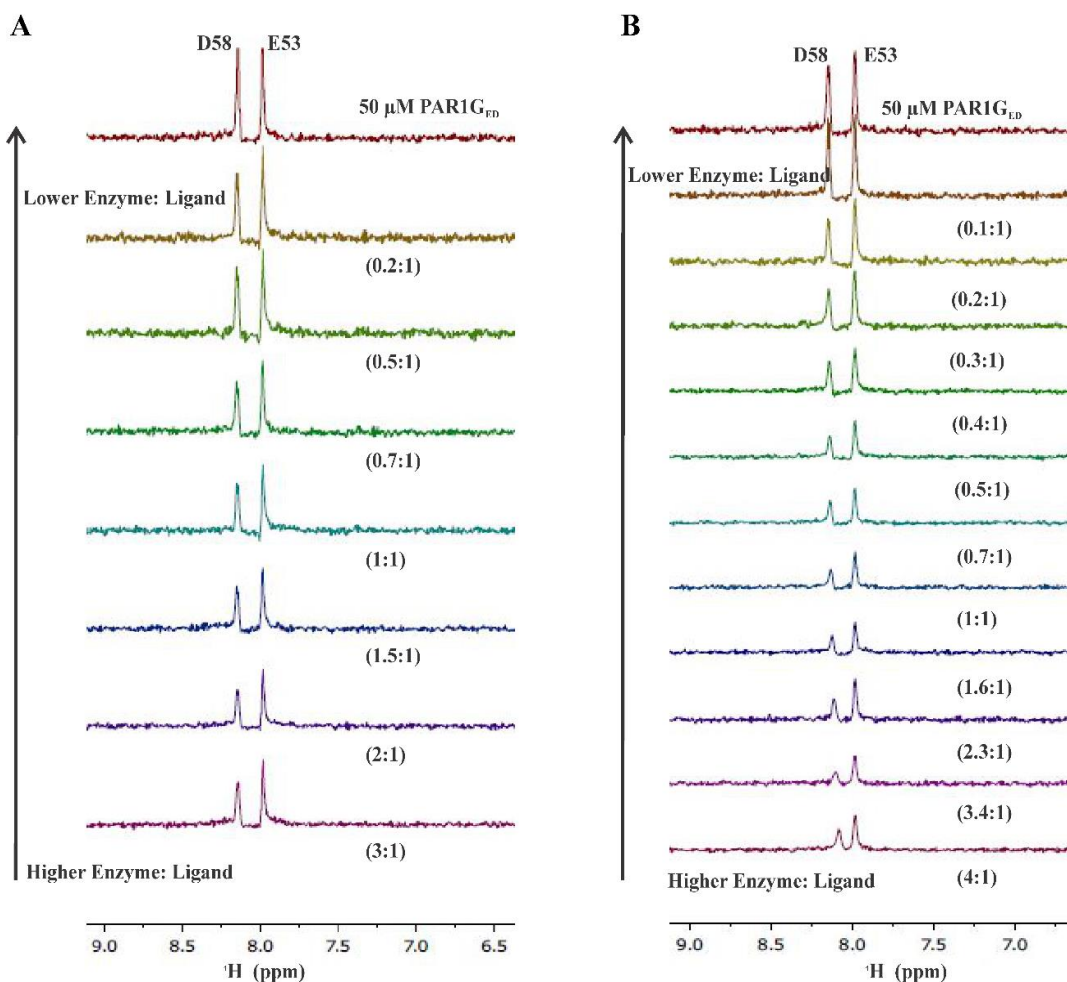 A
D58 E53
50 μM PAR1G_ED
Lower Enzyme: Ligand
(0.2:1)
(0.5:1)
(0.7:1)
(1:1)
(1.5:1)
(2:1)
(3:1)
Higher Enzyme: Ligand
9.0 8.5 8.0 7.5 7.0 6.5
¹H (ppm)
B
D58 E53
50 μM PAR1G_ED
Lower Enzyme: Ligand
(0.1:1)
(0.2:1)
(0.3:1)
(0.4:1)
(0.5:1)
(0.7:1)
(1:1)
(1.6:1)
(2.3:1)
(3.4:1)
(4:1)
Higher Enzyme: Ligand
9.0 8.5 8.0 7.5 7.0
¹H (ppm)